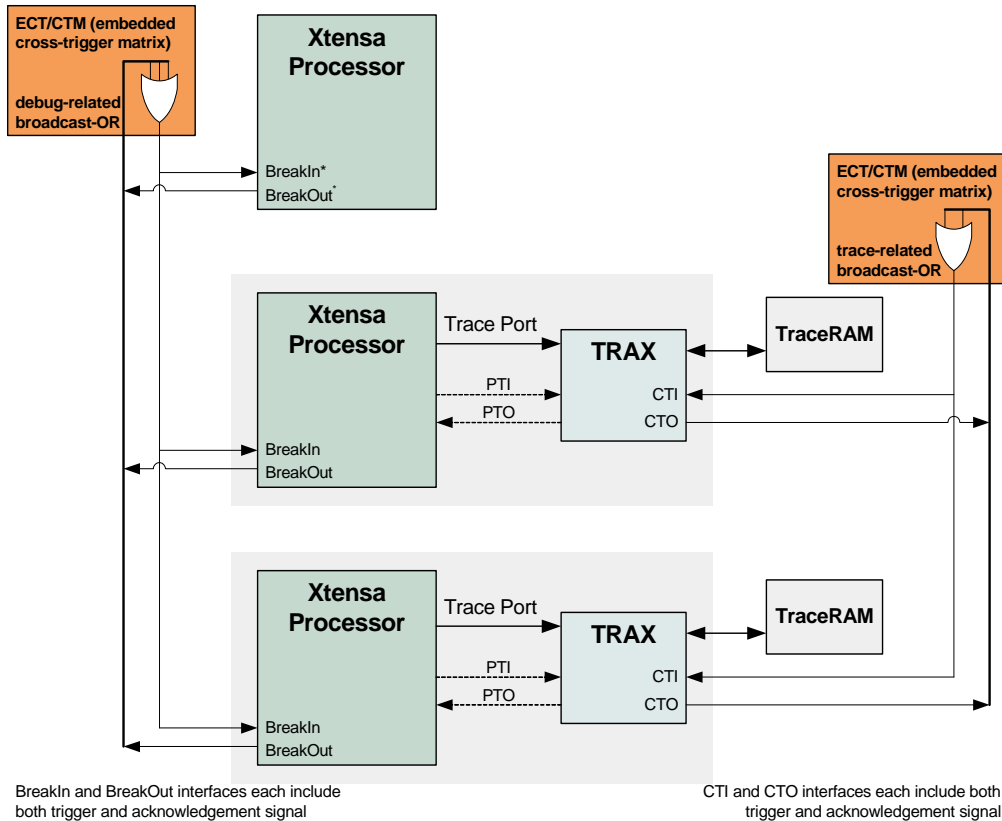 ECT/CTM (embedded
cross-trigger matrix)
debug-related
broadcast-OR
Xtensa
Processor
BreakIn*
BreakOut*
ECT/CTM (embedded
cross-trigger matrix)
trace-related
broadcast-OR
Xtensa
Processor
BreakIn
BreakOut
Trace Port
PTI
PTO
TRAX
CTI
CTO
TraceRAM
Xtensa
Processor
BreakIn
BreakOut
Trace Port
PTI
PTO
TRAX
CTI
CTO
TraceRAM
BreakIn and BreakOut interfaces each include
both trigger and acknowledgement signal
CTI and CTO interfaces each include both
trigger and acknowledgement signal